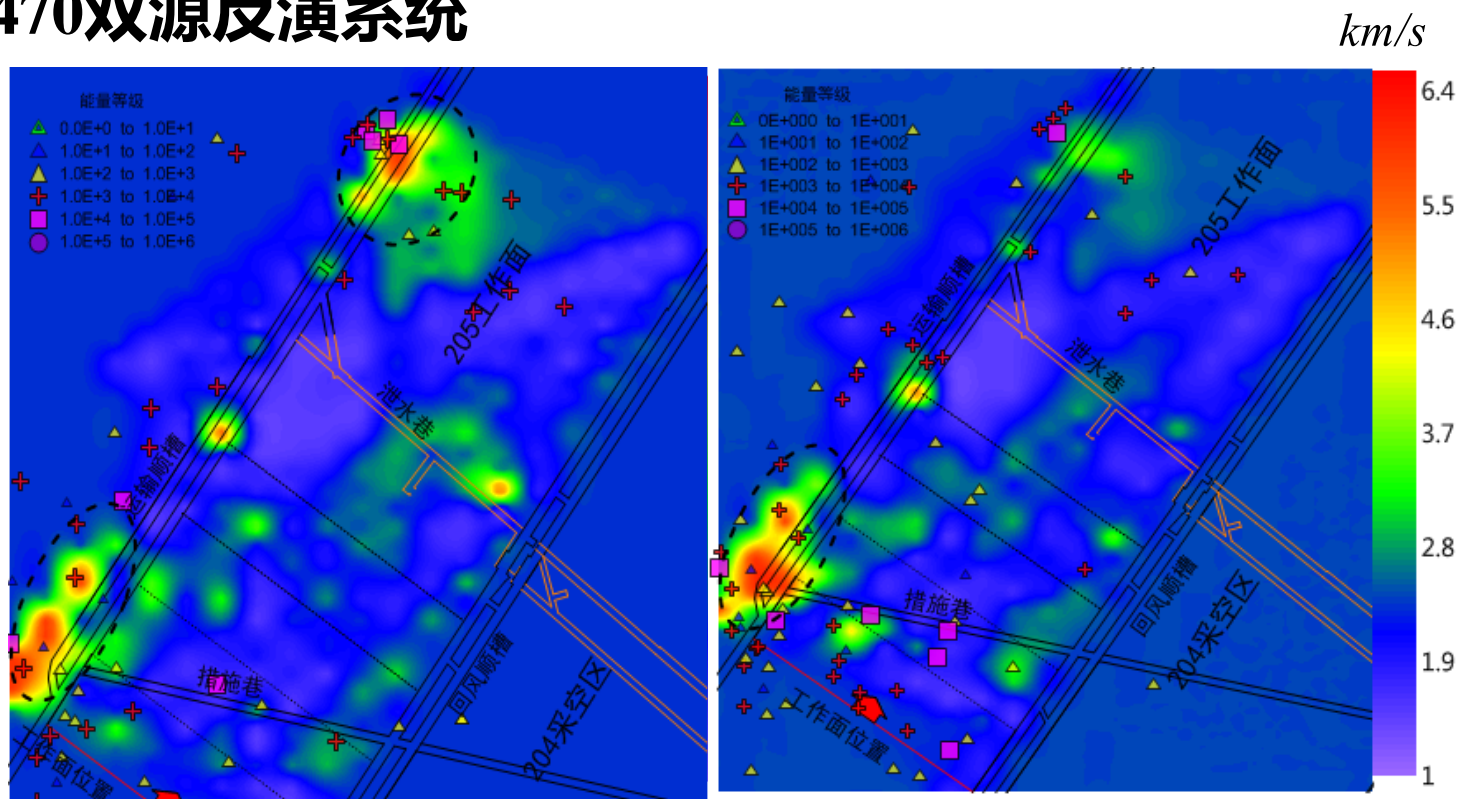 470双源反演系统
km/s
能量等级
0.0E+0 to 1.0E+1
1.0E+1 to 1.0E+2
1.0E+2 to 1.0E+3
1.0E+3 to 1.0E+4
1.0E+4 to 1.0E+5
1.0E+5 to 1.0E+6
205工作面
泄水巷
运输顺槽
措施巷
回风顺槽
204采空区
作面位置
能量等级
0E+000 to 1E+001
1E+001 to 1E+002
1E+002 to 1E+003
1E+003 to 1E+004
1E+004 to 1E+005
1E+005 to 1E+006
205工作面
运输顺槽
泄水巷
措施巷
回风顺槽
204采空区
工作面位置
6.4
5.5
4.6
3.7
2.8
1.9
1